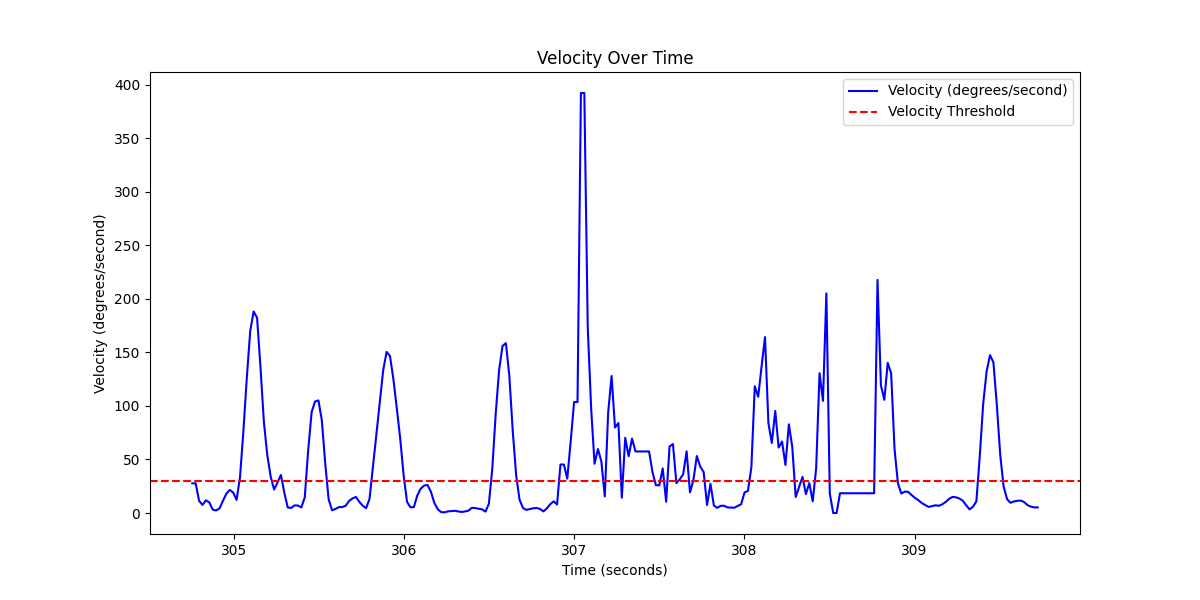 Velocity Over Time
Velocity (degrees/second)
Velocity Threshold
400
350
300
250
200
150
100
50
0
Velocity (degrees/second)
305
306
307
308
309
Time (seconds)